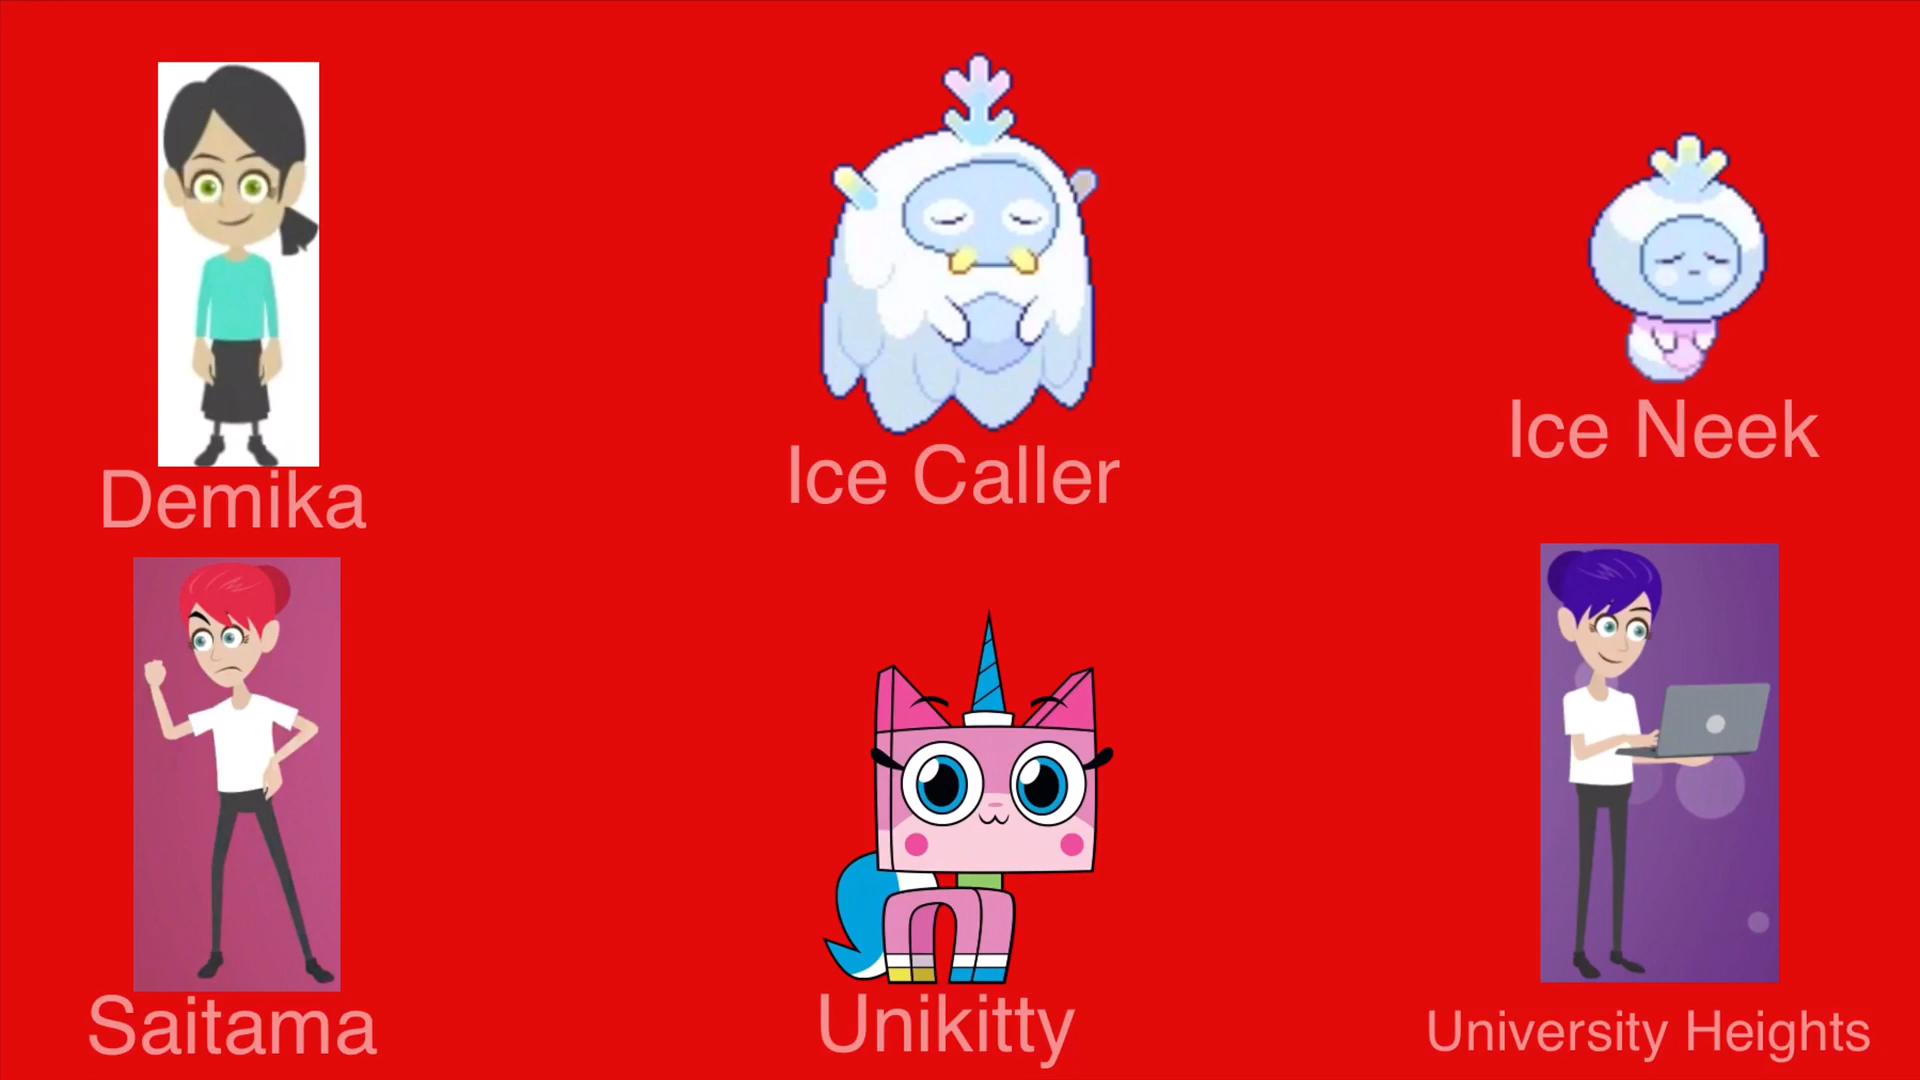 Demika
Ice Caller
Ice Neek
Saitama
Unikitty
University Heights